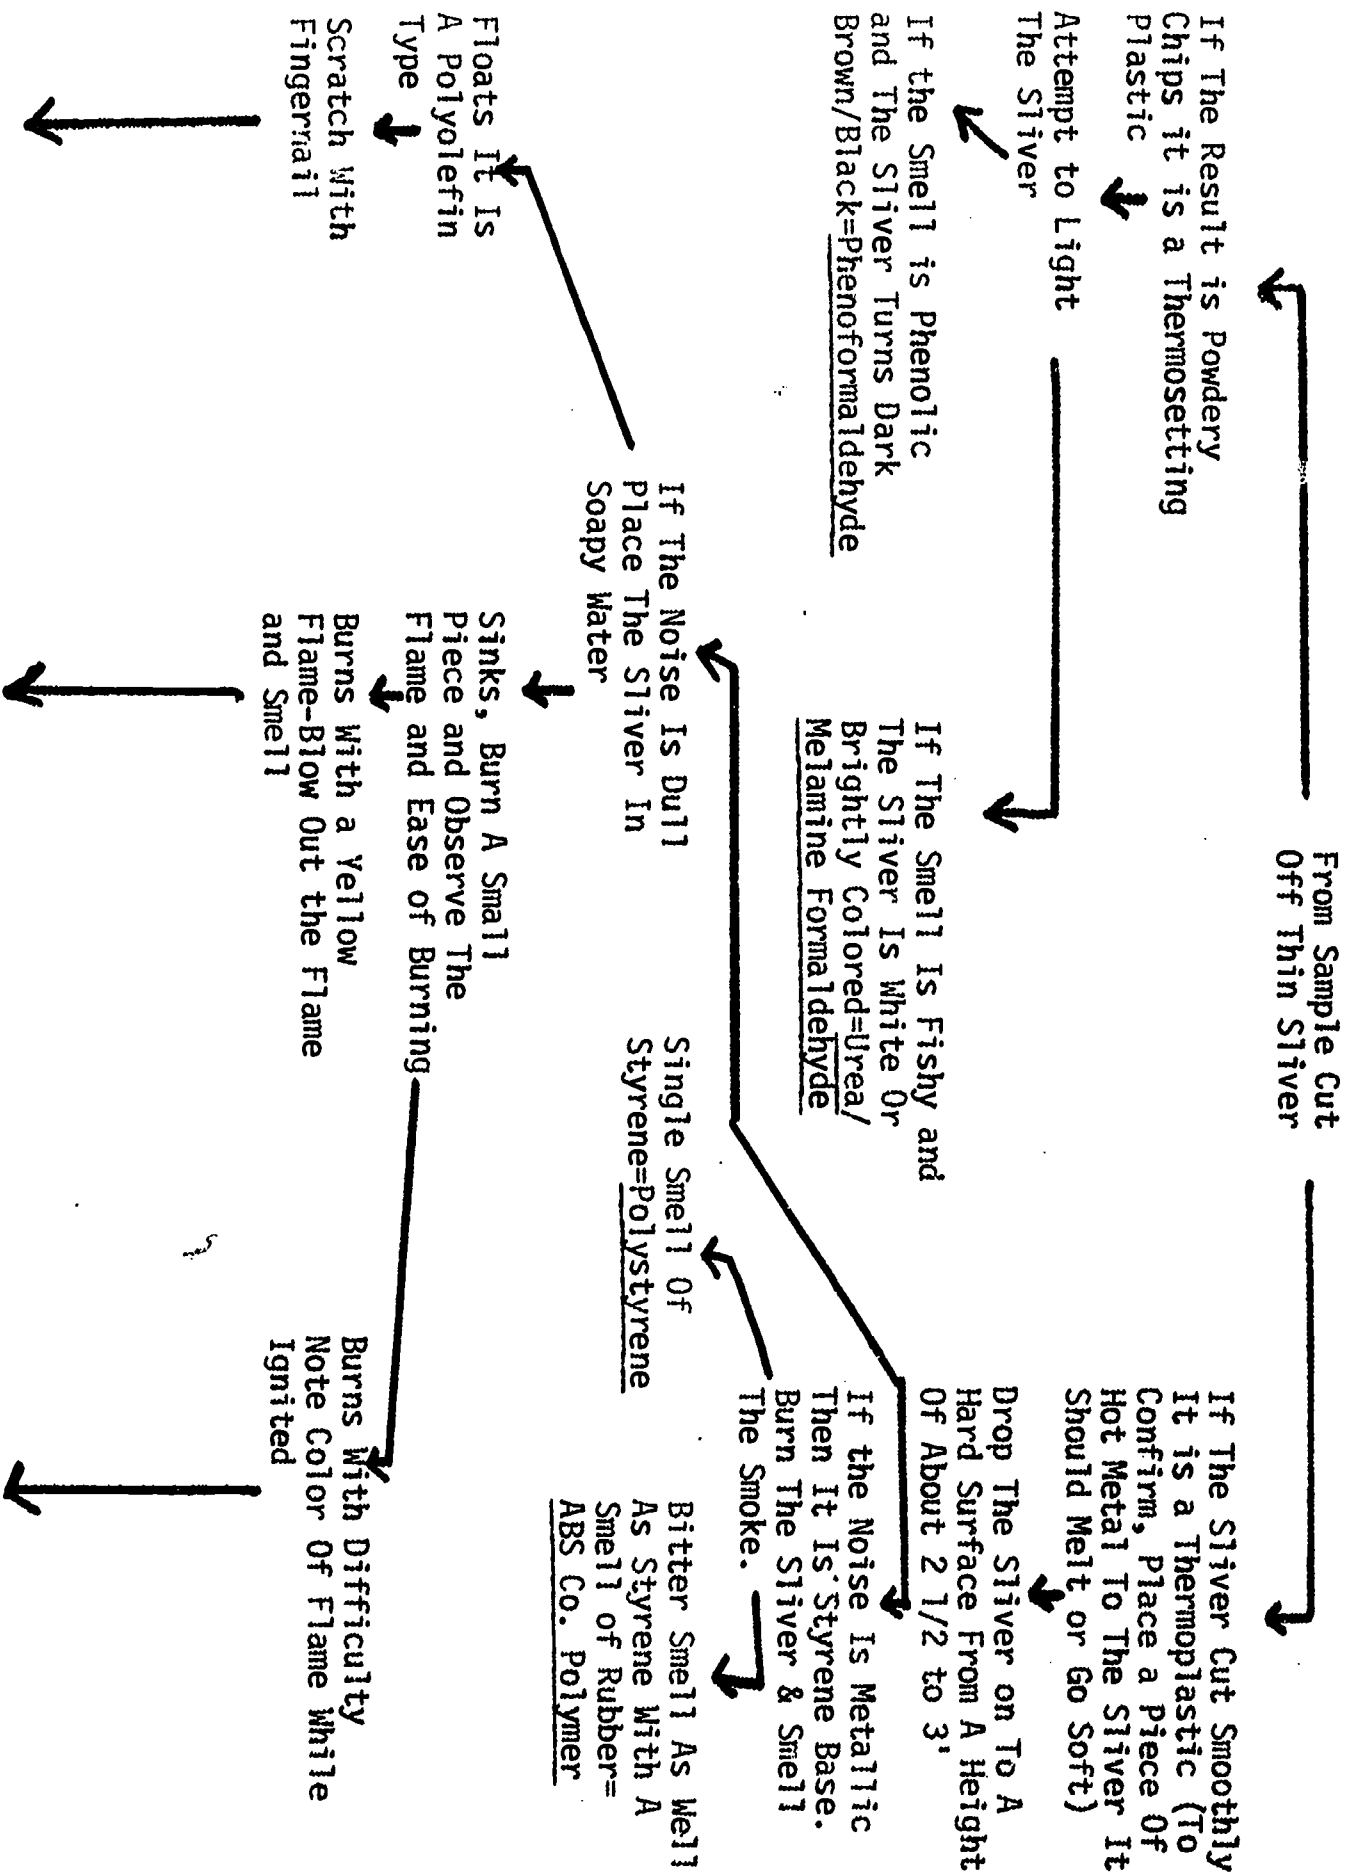 From Sample Cut
Off Thin Sliver
If The Result is Powdery
Chips it is a Thermosetting
Plastic
Attempt to Light
The Sliver
If the Smell is Phenolic
and The Sliver Turns Dark
Brown/Black=Phenoformaldehyde
If The Smell Is Fishy and
The Sliver Is White Or
Brightly Colored=Urea/
Melamine Formaldehyde
If The Sliver Cut Smoothly
It is a Thermoplastic (To
Confirm, Place a Piece Of
Hot Metal To The Sliver It
Should Melt or Go Soft)
Drop The Sliver on To A
Hard Surface From A Height
Of About 2 1/2 to 3'
If the Noise Is Metallic
Then It Is Styrene Base.
Burn The Sliver & Smell
The Smoke.
Single Smell Of
Styrene=Polystyrene
Bitter Smell As Well
As Styrene With A
Smell of Rubber=
ABS Co. Polymer
If The Noise Is Dull
Place The Sliver In
Soapy Water
Floats It Is
A Polyolefin
Type
Scratch With
Fingernail
Sinks, Burn A Small
Piece and Observe The
Flame and Ease of Burning
Burns With a Yellow
Flame-Blow Out the Flame
and Smell
Burns With Difficulty
Note Color Of Flame While
Ignited